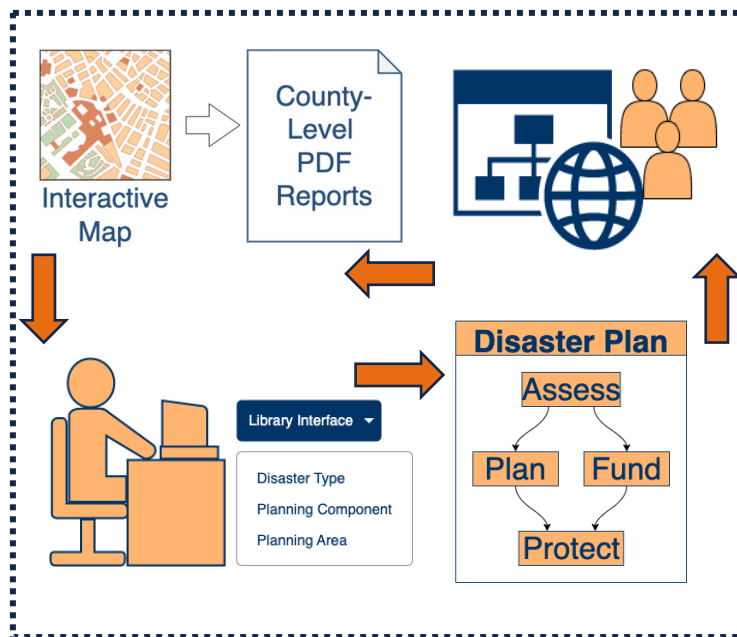 Interactive
Map
County-
Level
PDF
Reports
Library Interface
Disaster Type
Planning Component
Planning Area
Disaster Plan
Assess
Plan
Fund
Protect